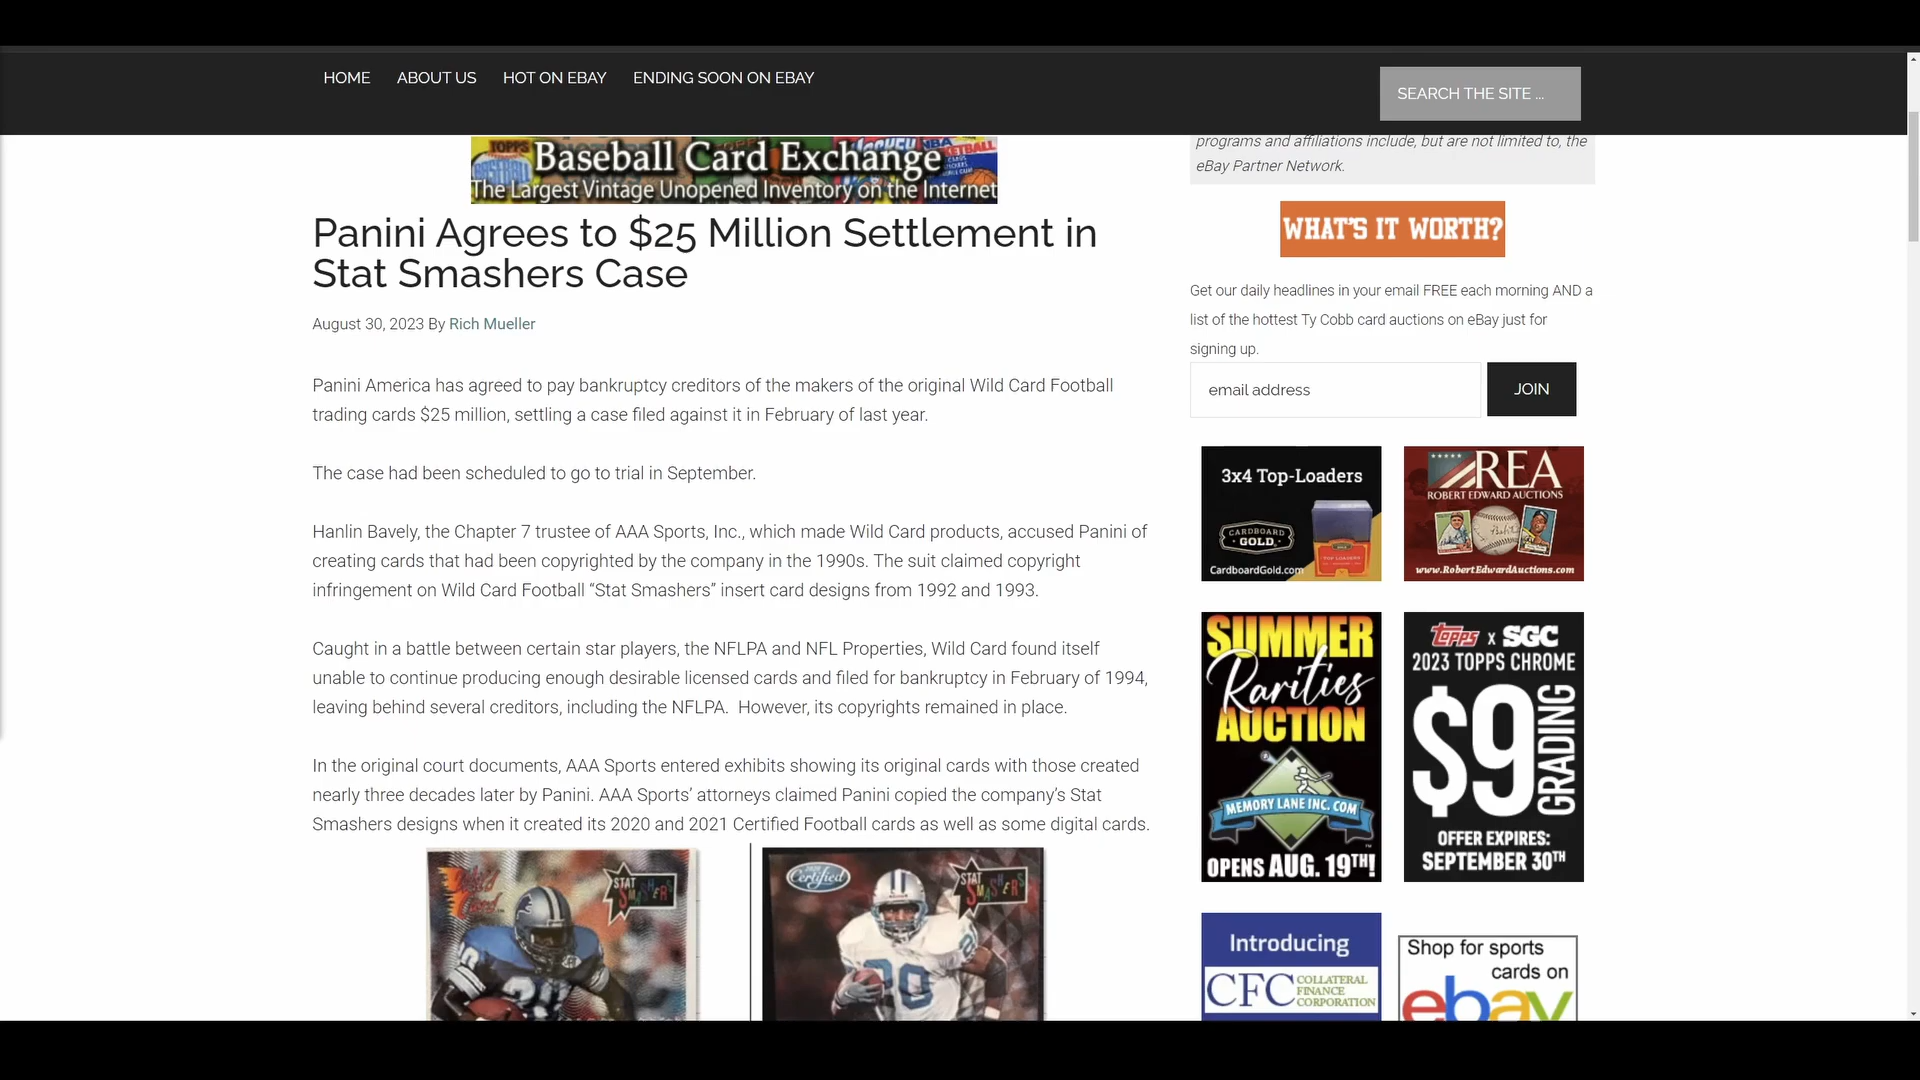 HOME ABOUT US HOT ON EBAY ENDING SOON ON EBAY
SEARCH THE SITE ...
TOPPS
BASEBALL
HOCKEY
NBA
Baseball Card Exchange
The Largest Vintage Unopened Inventory on the Internet
Panini Agrees to $25 Million Settlement in
Stat Smashers Case
August 30, 2023 By Rich Mueller
Panini America has agreed to pay bankruptcy creditors of the makers of the original Wild Card Football
trading cards $25 million, settling a case filed against it in February of last year.
The case had been scheduled to go to trial in September.
Hanlin Bavely, the Chapter 7 trustee of AAA Sports, Inc., which made Wild Card products, accused Panini of
creating cards that had been copyrighted by the company in the 1990s. The suit claimed copyright
infringement on Wild Card Football “Stat Smashers” insert card designs from 1992 and 1993.
Caught in a battle between certain star players, the NFLPA and NFL Properties, Wild Card found itself
unable to continue producing enough desirable licensed cards and filed for bankruptcy in February of 1994,
leaving behind several creditors, including the NFLPA.  However, its copyrights remained in place.
In the original court documents, AAA Sports entered exhibits showing its original cards with those created
nearly three decades later by Panini. AAA Sports’ attorneys claimed Panini copied the company’s Stat
Smashers designs when it created its 2020 and 2021 Certified Football cards as well as some digital cards.
Wild Card
STAT
SMASHERS
Certified
STAT
SMASHERS
20
programs and affiliations include, but are not limited to, the
eBay Partner Network.
WHAT'S IT WORTH?
Get our daily headlines in your email FREE each morning AND a
list of the hottest Ty Cobb card auctions on eBay just for
signing up.
email address
JOIN
3x4 Top-Loaders
CARDBOARD
GOLD
TOP LOADERS
CardboardGold.com
REA
ROBERT EDWARD AUCTIONS
www.RobertEdwardAuctions.com
SUMMER
Rarities
AUCTION
MEMORY LANE INC. COM
OPENS AUG. 19TH!
Topps x SGC
2023 TOPPS CHROME
$9
GRADING
OFFER EXPIRES:
SEPTEMBER 30TH
Introducing
CFC COLLATERAL
FINANCE
CORPORATION
Shop for sports
cards on
ebay